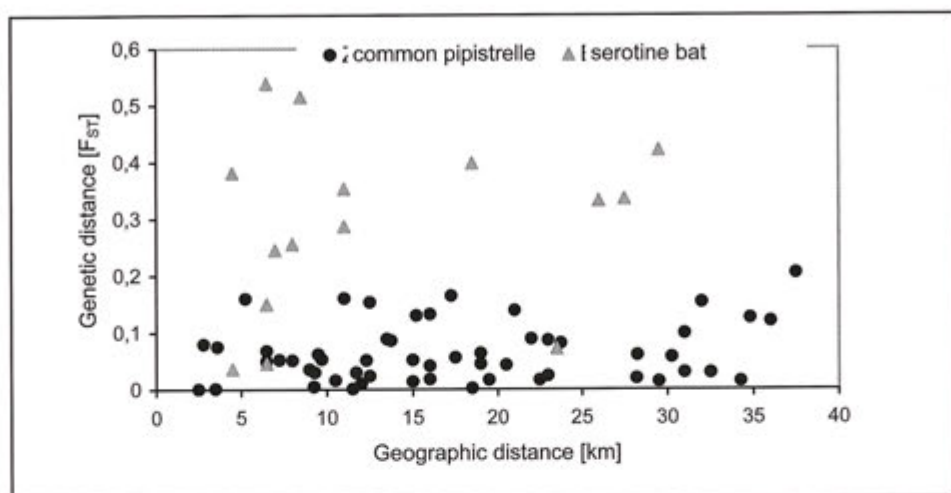 0,6
common pipistrelle serotine bat
0,5
0,4
0,3
0,2
0,1
0
0 5 10 15 20 25 30 35 40
Genetic distance [FST]
Geographic distance [km]